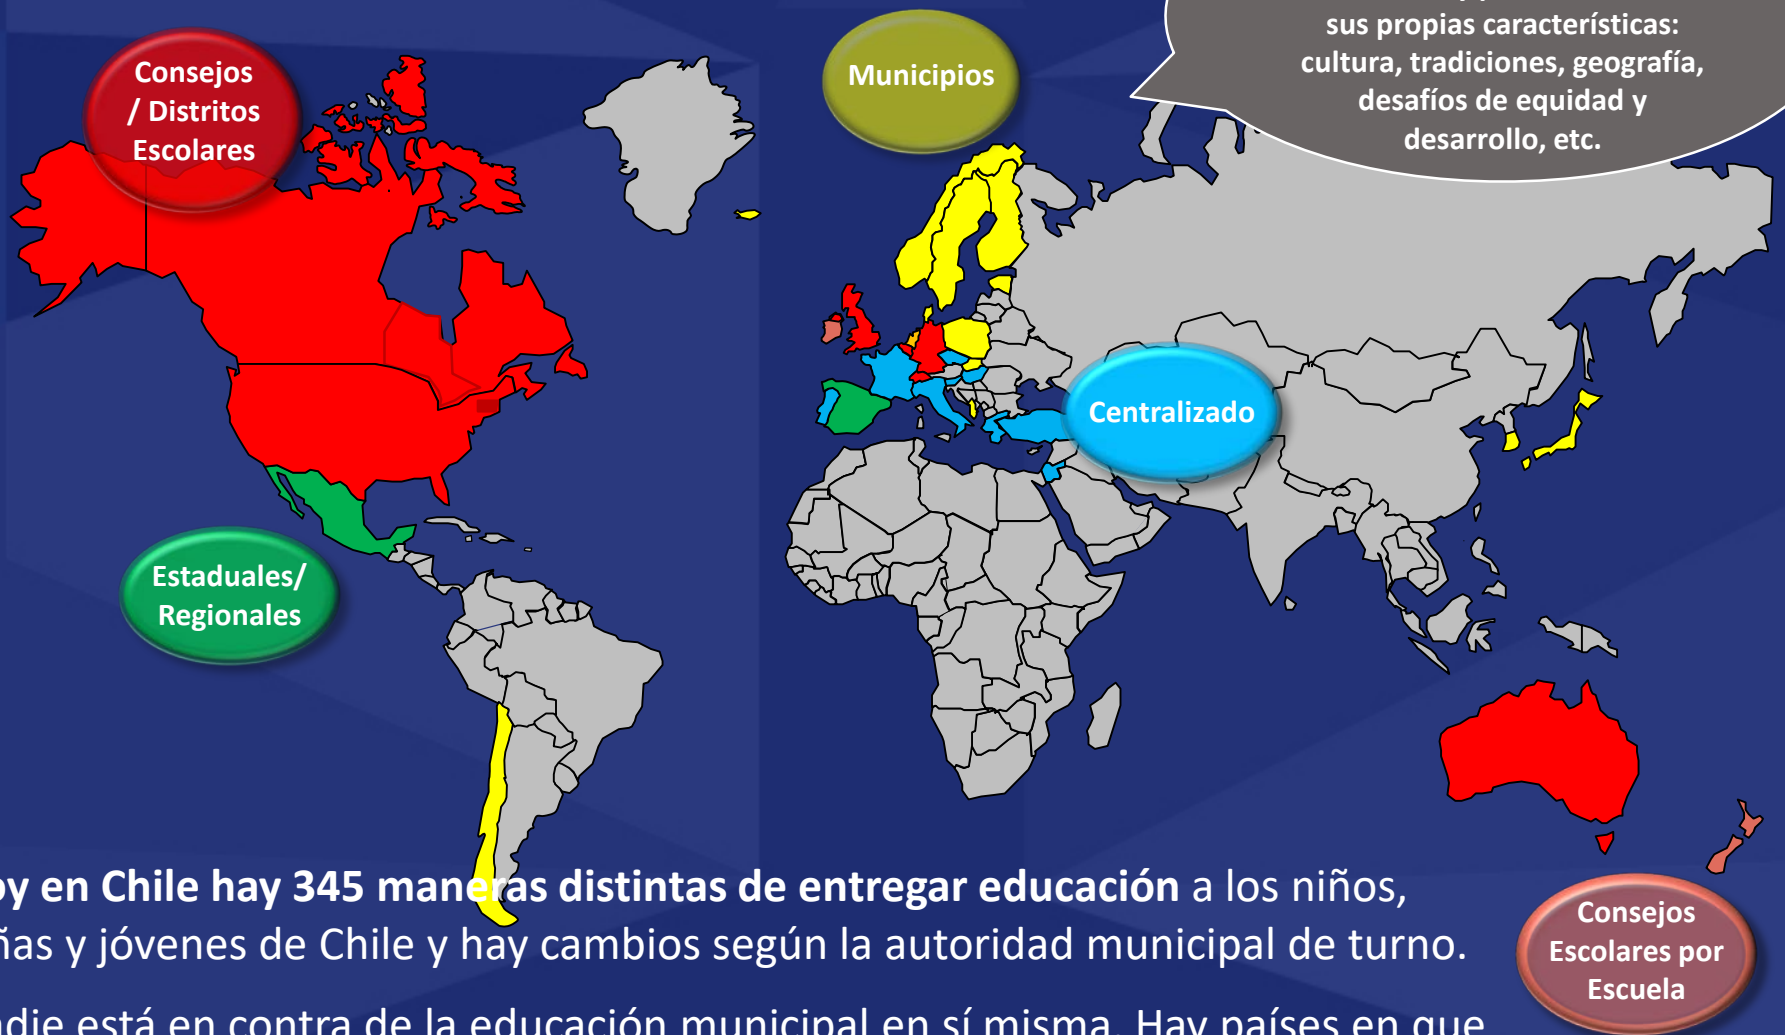 sus propias características:
cultura, tradiciones, geografía,
desafíos de equidad y
desarrollo, etc.
Consejos
/ Distritos
Escolares
Municipios
Centralizado
Estaduales/
Regionales
en Chile hay 345 maneras distintas de entregar educación a los niños,
y jóvenes de Chile y hay cambios según la autoridad municipal de turno.
Consejos
Escolares por
Escuela
está en contra de la educación municipal en sí misma. Hay países en que